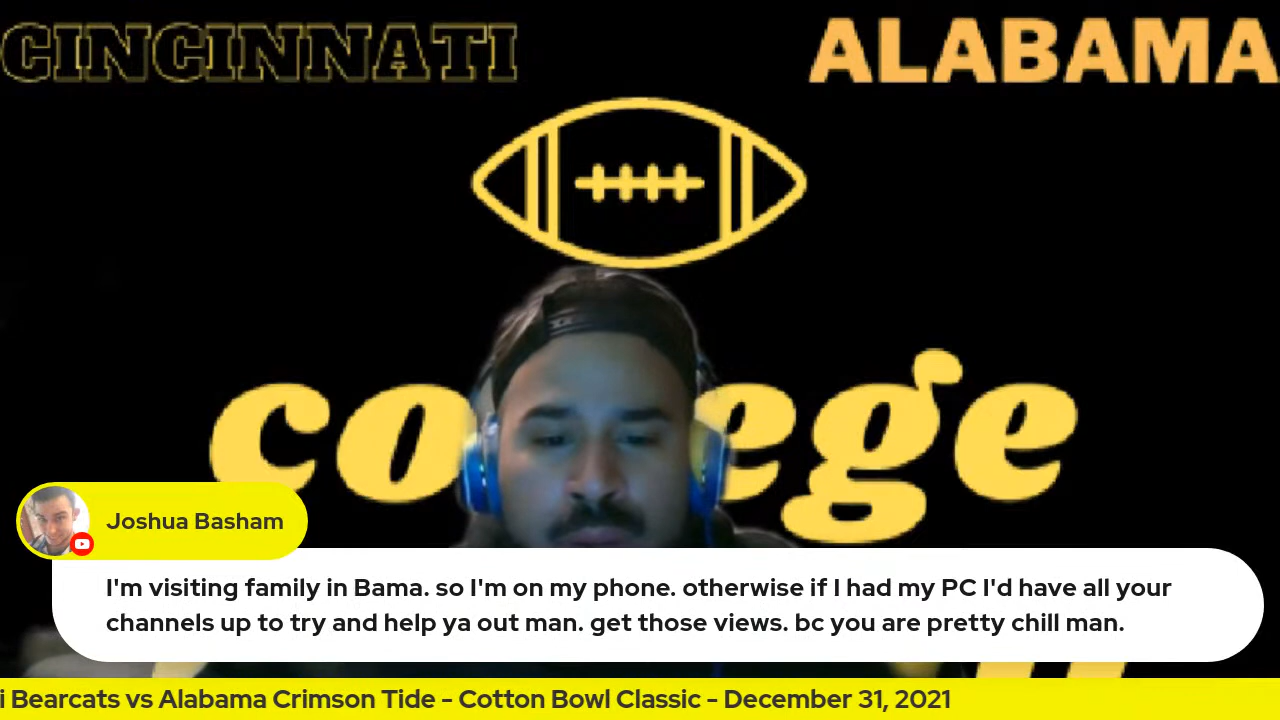 CINCINNATI
ALABAMA
co ege
Joshua Basham
I'm visiting family in Bama. so I'm on my phone. otherwise if I had my PC I'd have all your
channels up to try and help ya out man. get those views. bc you are pretty chill man.
i Bearcats vs Alabama Crimson Tide - Cotton Bowl Classic - December 31, 2021